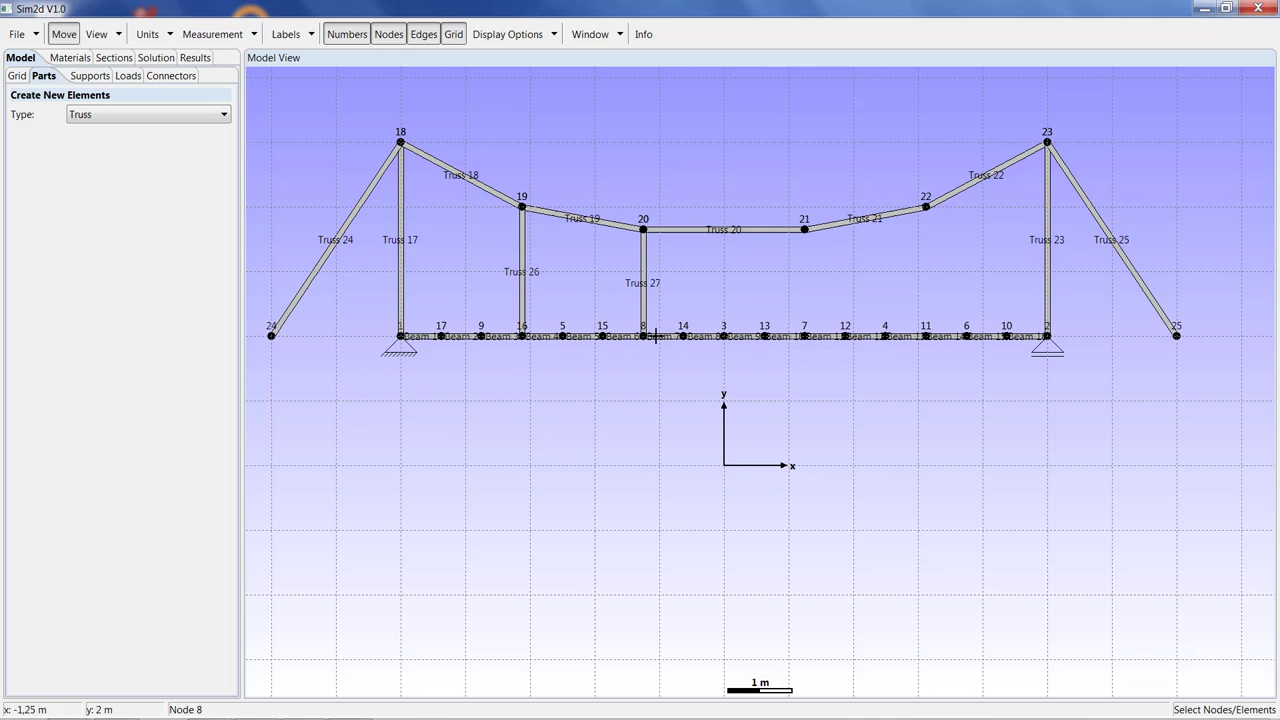 Sim2d V1.0
File Move View Units Measurement Labels Numbers Nodes Edges Grid Display Options Window Info
Model Materials Sections Solution Results
Grid Parts Supports Loads Connectors
Create New Elements
Type: Truss
Model View
18 23
Truss 18 Truss 22
19 22
20 21
Truss 19 Truss 21
Truss 20
Truss 24 Truss 17 Truss 23 Truss 25
Truss 26
Truss 27
24 1 17 9 16 5 15 8 14 3 13 7 12 4 11 6 10 2 25
y
x
1 m
x: -1,25 m y: 2 m Node 8 Select Nodes/Elements